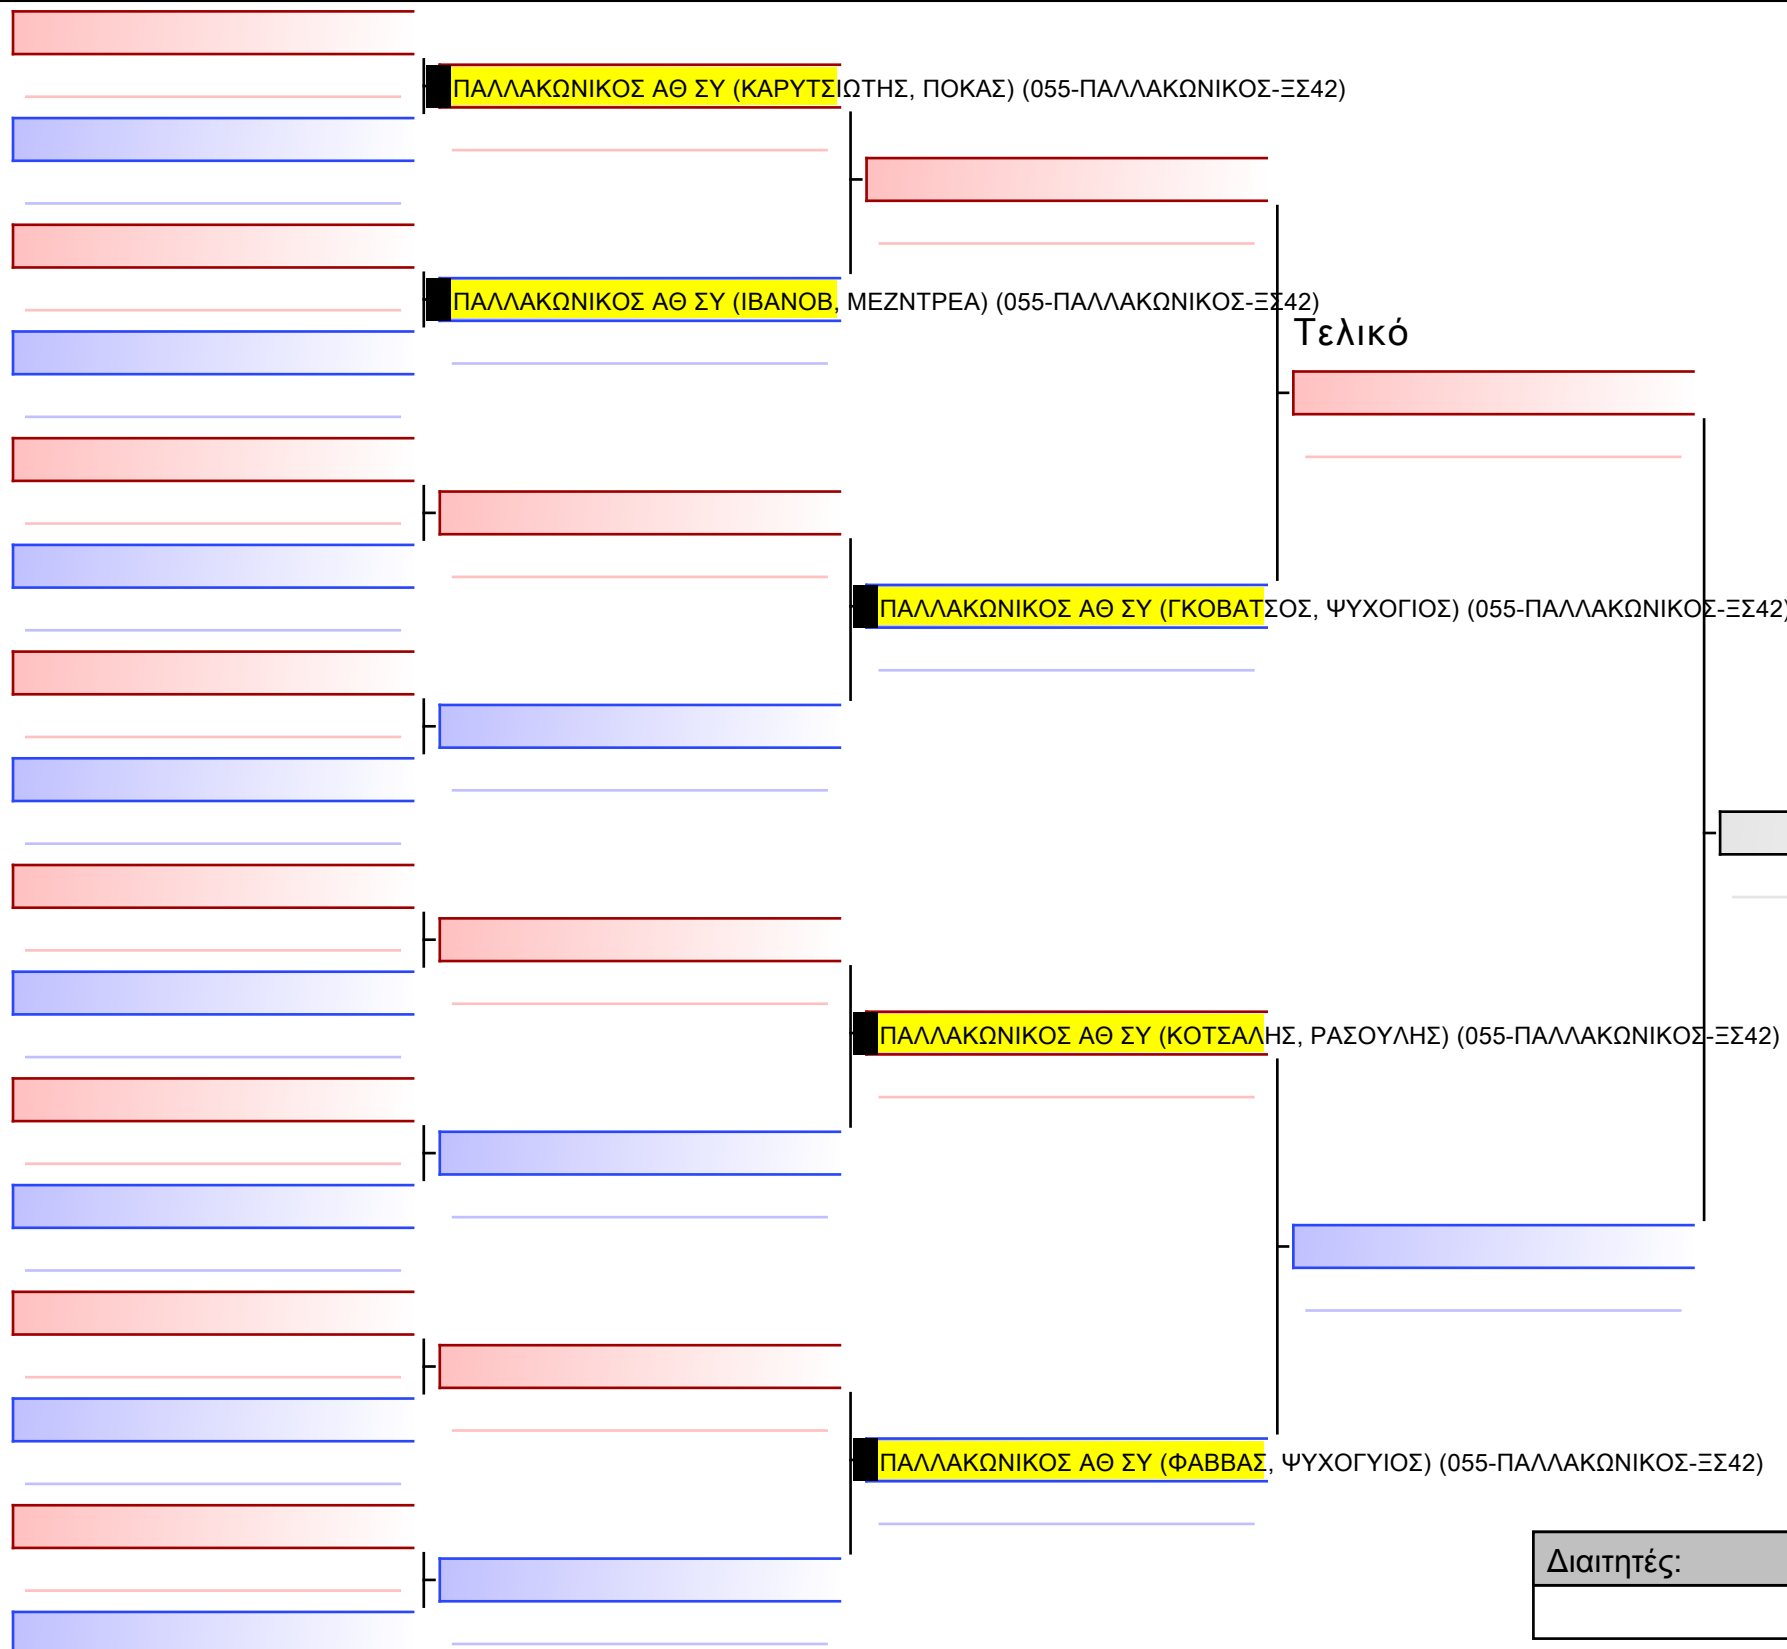 ΠΑΛΛΑΚΩΝΙΚΟΣ ΑΘ ΣΥ (ΚΑΡΥΤΣΙΩΤΗΣ, ΠΟΚΑΣ) (055-ΠΑΛΛΑΚΩΝΙΚΟΣ-ΞΣ42)
ΠΑΛΛΑΚΩΝΙΚΟΣ ΑΘ ΣΥ (ΙΒΑΝΟΒ, ΜΕΖΝΤΡΕΑ) (055-ΠΑΛΛΑΚΩΝΙΚΟΣ-ΞΣ42)
Τελικό
ΠΑΛΛΑΚΩΝΙΚΟΣ ΑΘ ΣΥ (ΓΚΟΒΑΤΣΟΣ, ΨΥΧΟΓΙΟΣ) (055-ΠΑΛΛΑΚΩΝΙΚΟΣ-ΞΣ42)
ΠΑΛΛΑΚΩΝΙΚΟΣ ΑΘ ΣΥ (ΚΟΤΣΑΛΗΣ, ΡΑΣΟΥΛΗΣ) (055-ΠΑΛΛΑΚΩΝΙΚΟΣ-ΞΣ42)
ΠΑΛΛΑΚΩΝΙΚΟΣ ΑΘ ΣΥ (ΦΑΒΒΑΣ, ΨΥΧΟΓΥΙΟΣ) (055-ΠΑΛΛΑΚΩΝΙΚΟΣ-ΞΣ42)
Διαιτητές: